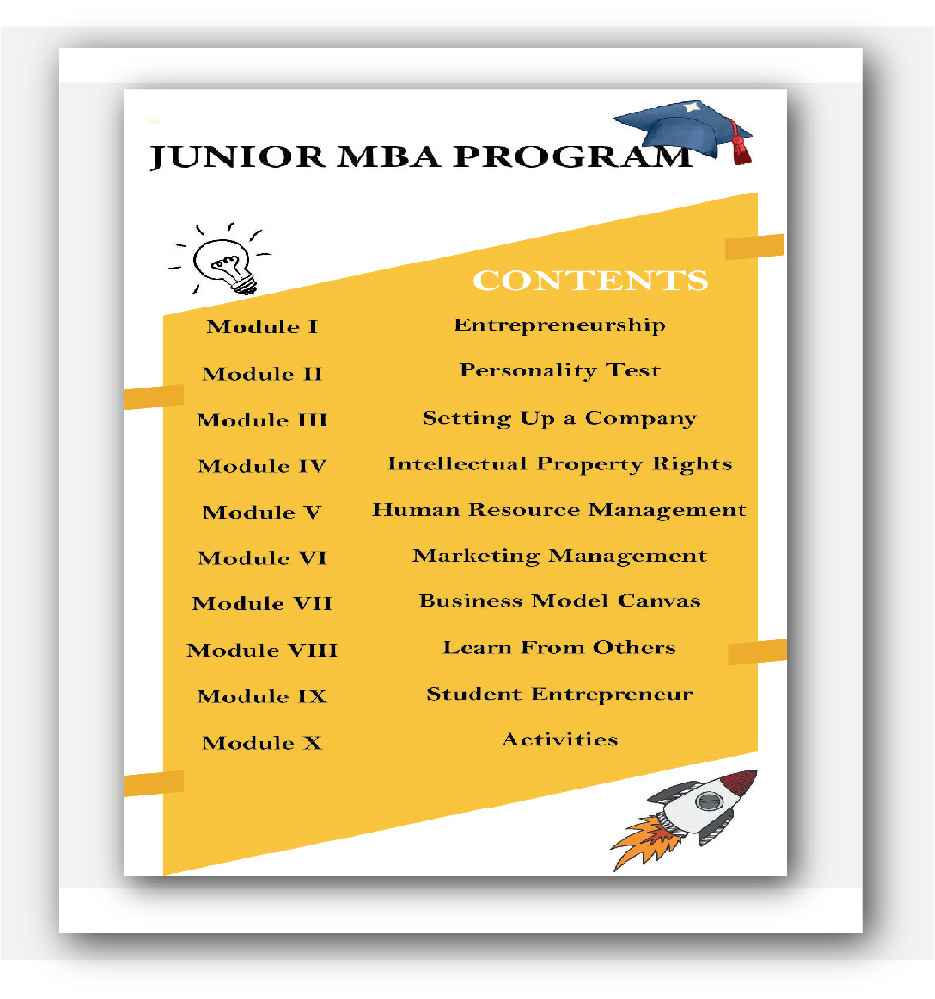 JUNIOR MBA PROGRAM
CONTENTS
Module I Entrepreneurship
Module II Personality Test
Module III Setting Up a Company
Module IV Intellectual Property Rights
Module V Human Resource Management
Module VI Marketing Management
Module VII Business Model Canvas
Module VIII Learn From Others
Module IX Student Entrepreneur
Module X Activities